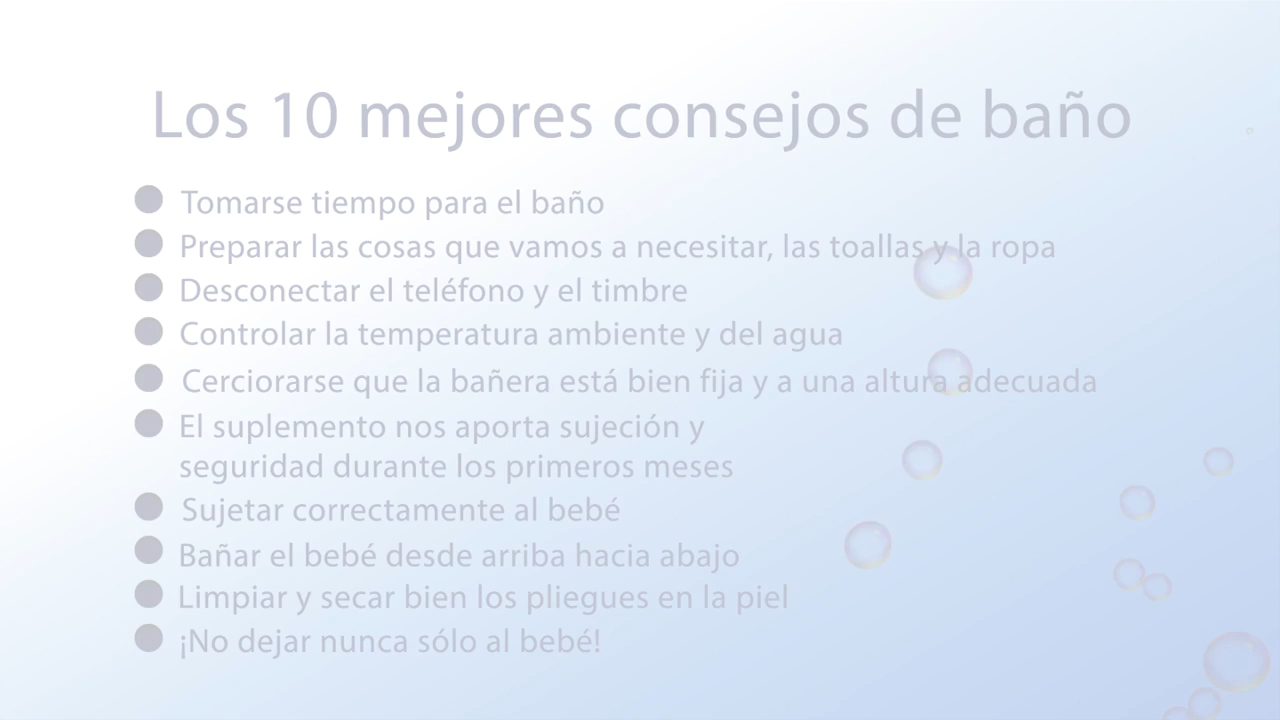 Los 10 mejores consejos de baño
● Tomarse tiempo para el baño
● Preparar las cosas que vamos a necesitar, las toallas y la ropa
● Desconectar el teléfono y el timbre
● Controlar la temperatura ambiente y del agua
● Cerciorarse que la bañera está bien fija y a una altura adecuada
● El suplemento nos aporta sujeción y
seguridad durante los primeros meses
● Sujetar correctamente al bebé
● Bañar el bebé desde arriba hacia abajo
● Limpiar y secar bien los pliegues en la piel
● ¡No dejar nunca sólo al bebé!